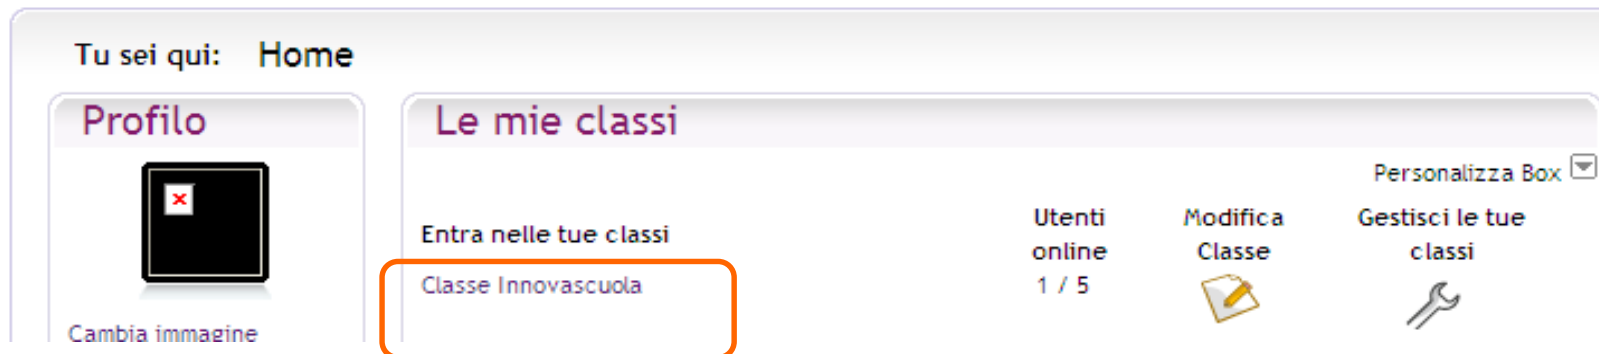 Tu sei qui: Home
Profilo
Le mie classi
Personalizza Box
Entra nelle tue classi
Utenti online
Modifica Classe
Gestisci le tue classi
Classe Innovascuola
1 / 5
Cambia immagine